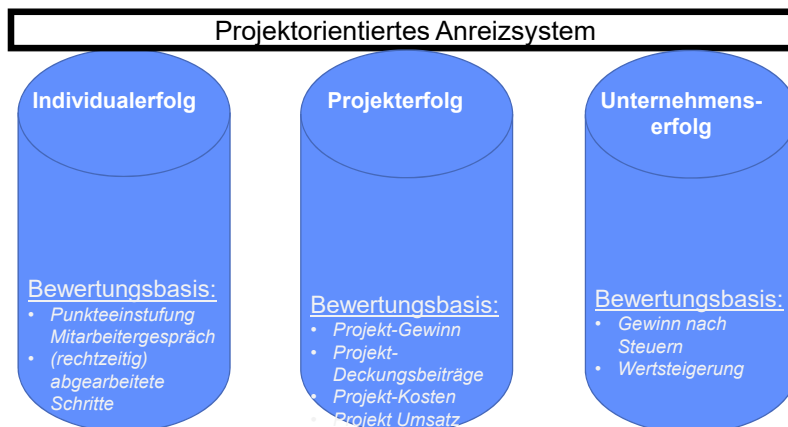 Projektorientiertes Anreizsystem
Individualerfolg
Bewertungsbasis:
• Punkteeinstufung
Mitarbeitergespräch
• (rechtzeitig)
abgearbeitete
Schritte
Projekterfolg
Bewertungsbasis:
• Projekt-Gewinn
• Projekt-
Deckungsbeiträge
• Projekt-Kosten
• Projekt Umsatz
Unternehmens-
erfolg
Bewertungsbasis:
• Gewinn nach
Steuern
• Wertsteigerung